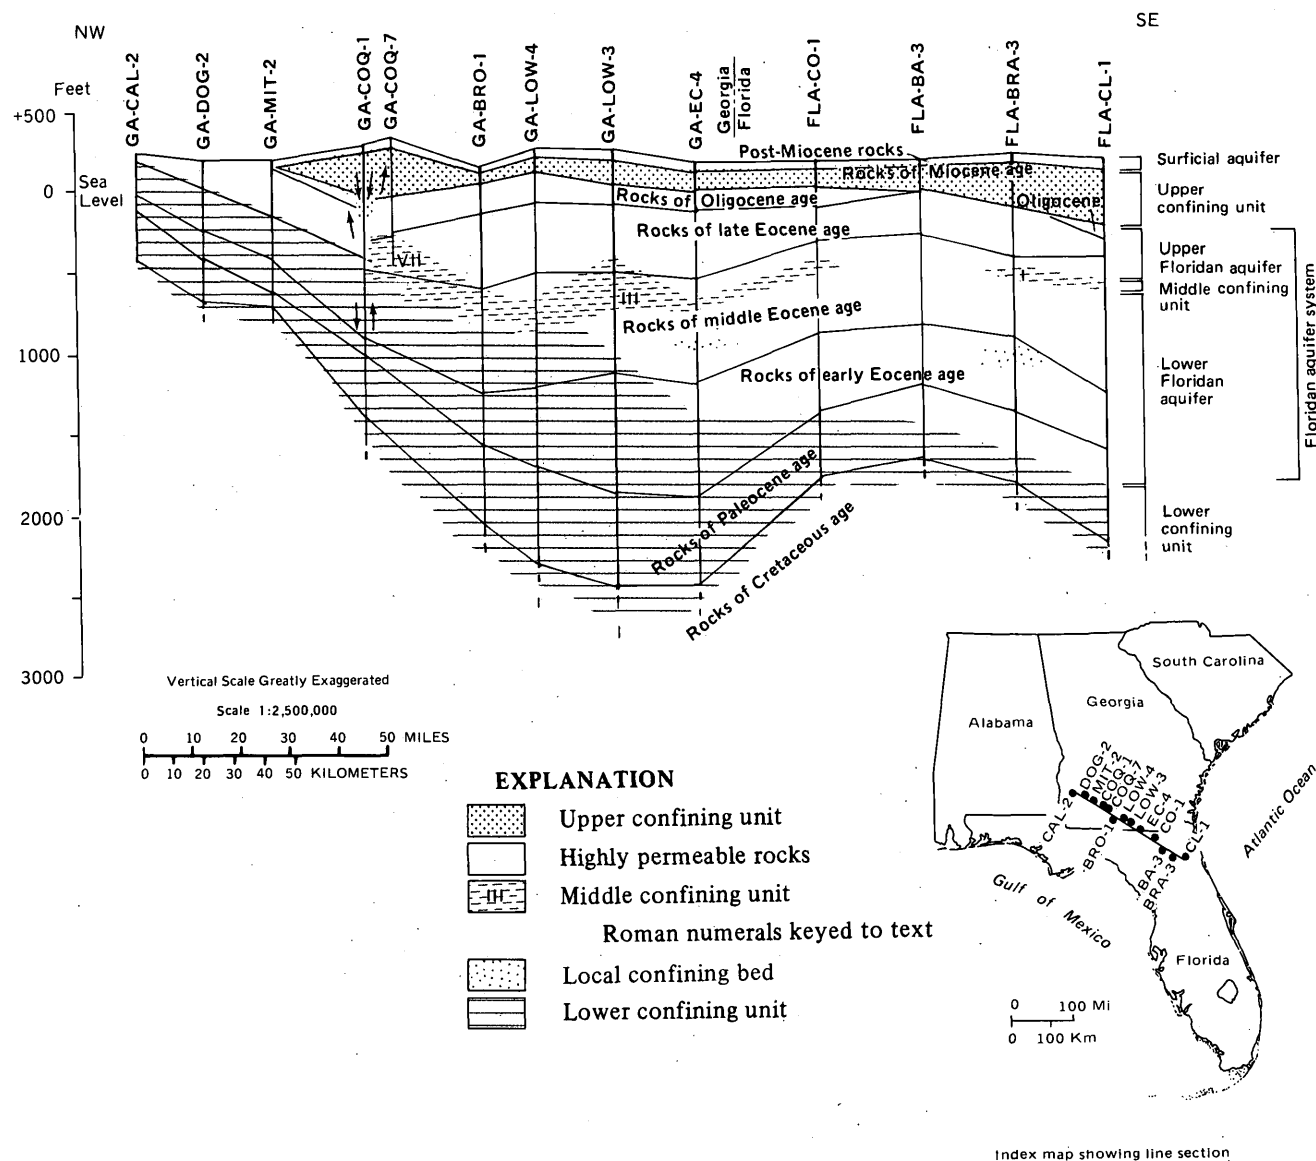 NW
SE
GA-CAL-2
GA-DOG-2
GA-MIT-2
GA-COQ-1
GA-COQ-7
GA-BRO-1
GA-LOW-4
GA-LOW-3
GA-EC-4
Georgia
Florida
FLA-CO-1
FLA-BA-3
FLA-BRA-3
FLA-CL-1
Feet
+500
0
Sea
Level
1000
2000
3000
Post-Miocene rocks
Rocks of Miocene age
Rocks of Oligocene age
Oligocene
Rocks of late Eocene age
VII
III
I
Rocks of middle Eocene age
Rocks of early Eocene age
Rocks of Paleocene age
Rocks of Cretaceous age
Surficial aquifer
Upper
confining unit
Upper
Floridan aquifer
Middle confining
unit
Lower
Floridan
aquifer
Floridan aquifer system
Lower
confining
unit
Vertical Scale Greatly Exaggerated
Scale 1:2,500,000
0 10 20 30 40 50 MILES
0 10 20 30 40 50 KILOMETERS
EXPLANATION
Upper confining unit
Highly permeable rocks
III Middle confining unit
Roman numerals keyed to text
Local confining bed
Lower confining unit
South Carolina
Georgia
Alabama
CAL-2
DOG-2
MIT-2
COQ-1
COQ-7
BRO-1
LOW-4
LOW-3
EC-4
CO-1
BA-3
BRA-3
CL-1
Atlantic Ocean
Gulf of Mexico
Florida
0 100 Mi
0 100 Km
Index map showing line section